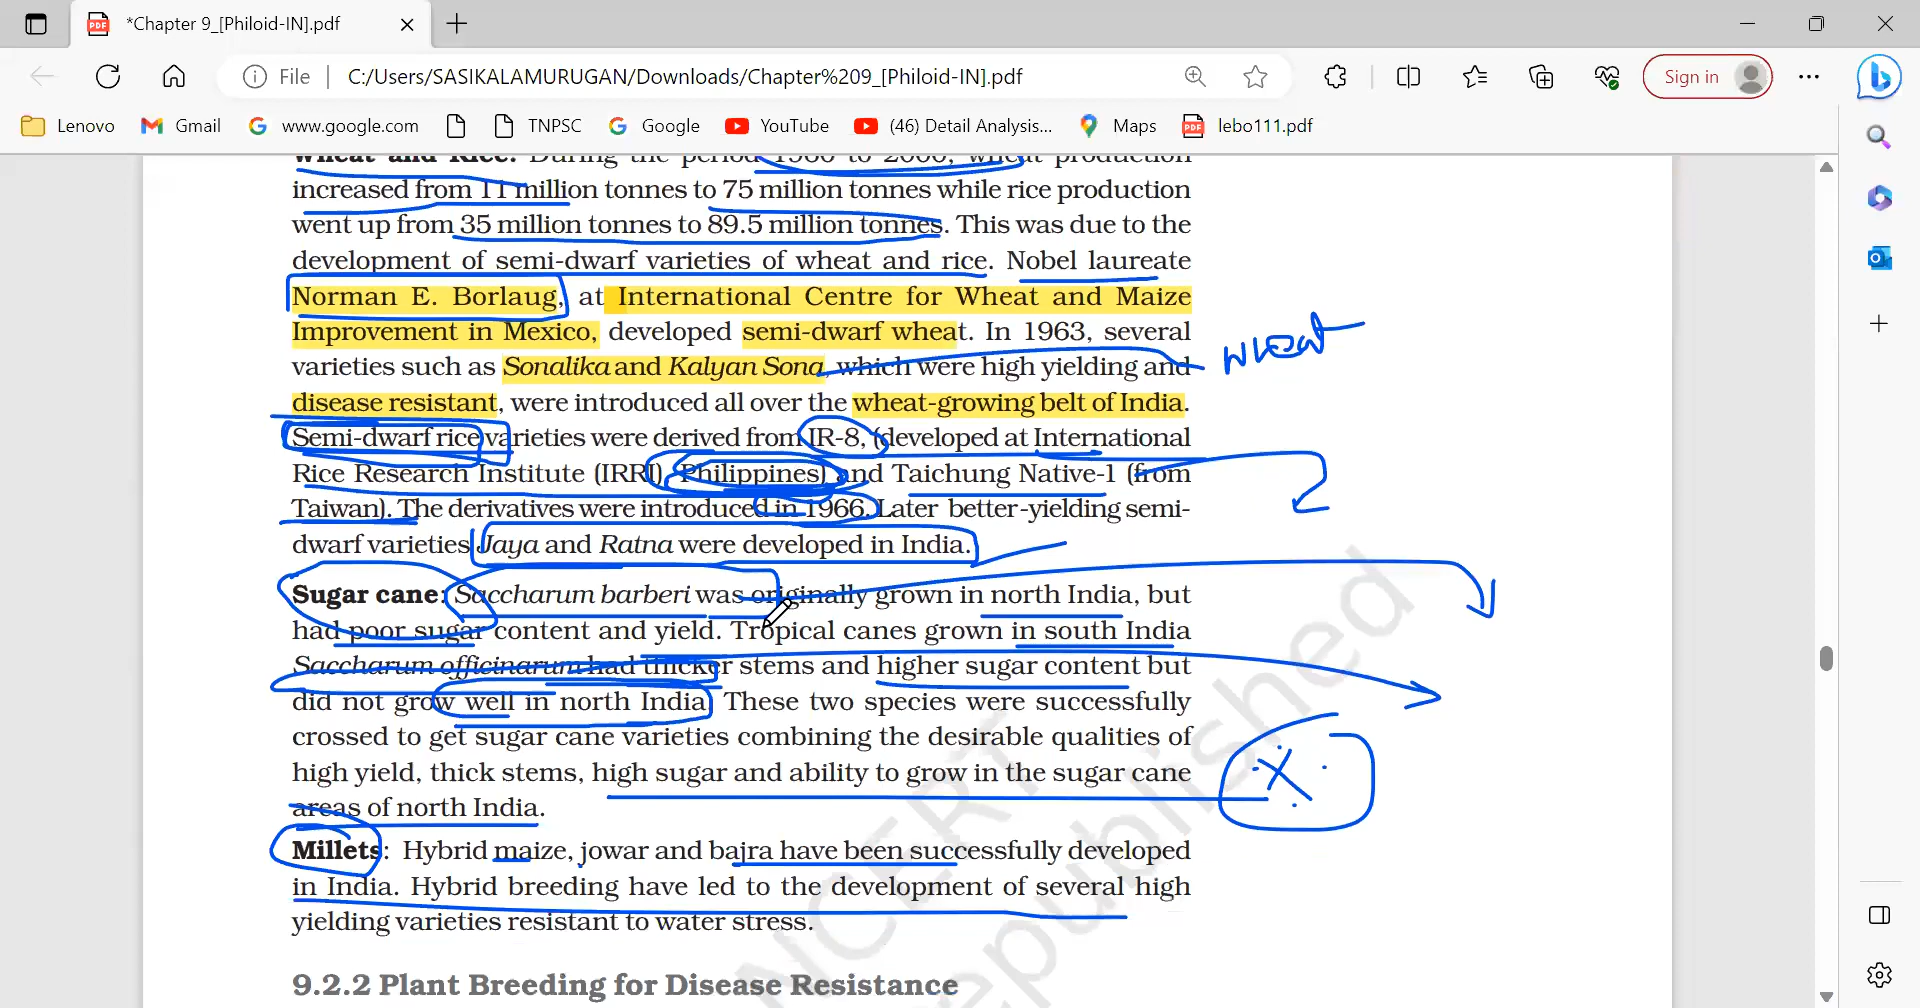 *Chapter 9_[Philoid-IN].pdf
File | C:/Users/SASIKALAMURUGAN/Downloads/Chapter%209_[Philoid-IN].pdf Sign in
Lenovo Gmail www.google.com TNPSC Google YouTube (46) Detail Analysis... Maps lebo111.pdf
Wheat and Rice: During the period 1960 to 2000, wheat production
increased from 11 million tonnes to 75 million tonnes while rice production
went up from 35 million tonnes to 89.5 million tonnes. This was due to the
development of semi-dwarf varieties of wheat and rice. Nobel laureate
Norman E. Borlaug, at International Centre for Wheat and Maize
Improvement in Mexico, developed semi-dwarf wheat. In 1963, several
wheat
varieties such as Sonalika and Kalyan Sona, which were high yielding and
disease resistant, were introduced all over the wheat-growing belt of India.
Semi-dwarf rice varieties were derived from IR-8, (developed at International
Rice Research Institute (IRRI), Philippines) and Taichung Native-1 (from
Taiwan). The derivatives were introduced in 1966. Later better-yielding semi-
dwarf varieties Jaya and Ratna were developed in India.
Sugar cane: Saccharum barberi was originally grown in north India, but
had poor sugar content and yield. Tropical canes grown in south India
Saccharum officinarum had thicker stems and higher sugar content but
did not grow well in north India. These two species were successfully
crossed to get sugar cane varieties combining the desirable qualities of
high yield, thick stems, high sugar and ability to grow in the sugar cane
areas of north India.
Millets: Hybrid maize, jowar and bajra have been successfully developed
in India. Hybrid breeding have led to the development of several high
yielding varieties resistant to water stress.
9.2.2 Plant Breeding for Disease Resistance
NCERT
republished